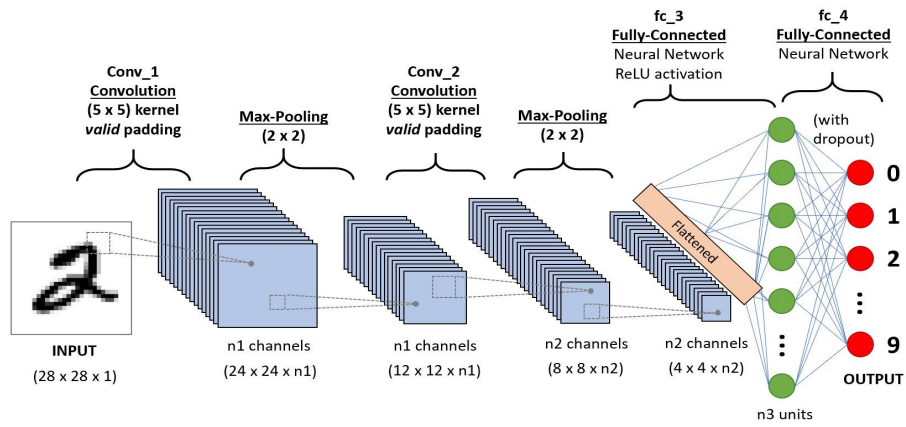 Conv_1
Convolution
(5 x 5) kernel
valid padding
Max-Pooling
(2 x 2)
Conv_2
Convolution
(5 x 5) kernel
valid padding
Max-Pooling
(2 x 2)
fc_3
Fully-Connected
Neural Network
ReLU activation
fc_4
Fully-Connected
Neural Network
(with
dropout)
2
Flattened
0
1
2
9
INPUT
(28 x 28 x 1)
n1 channels
(24 x 24 x n1)
n1 channels
(12 x 12 x n1)
n2 channels
(8 x 8 x n2)
n2 channels
(4 x 4 x n2)
n3 units
OUTPUT